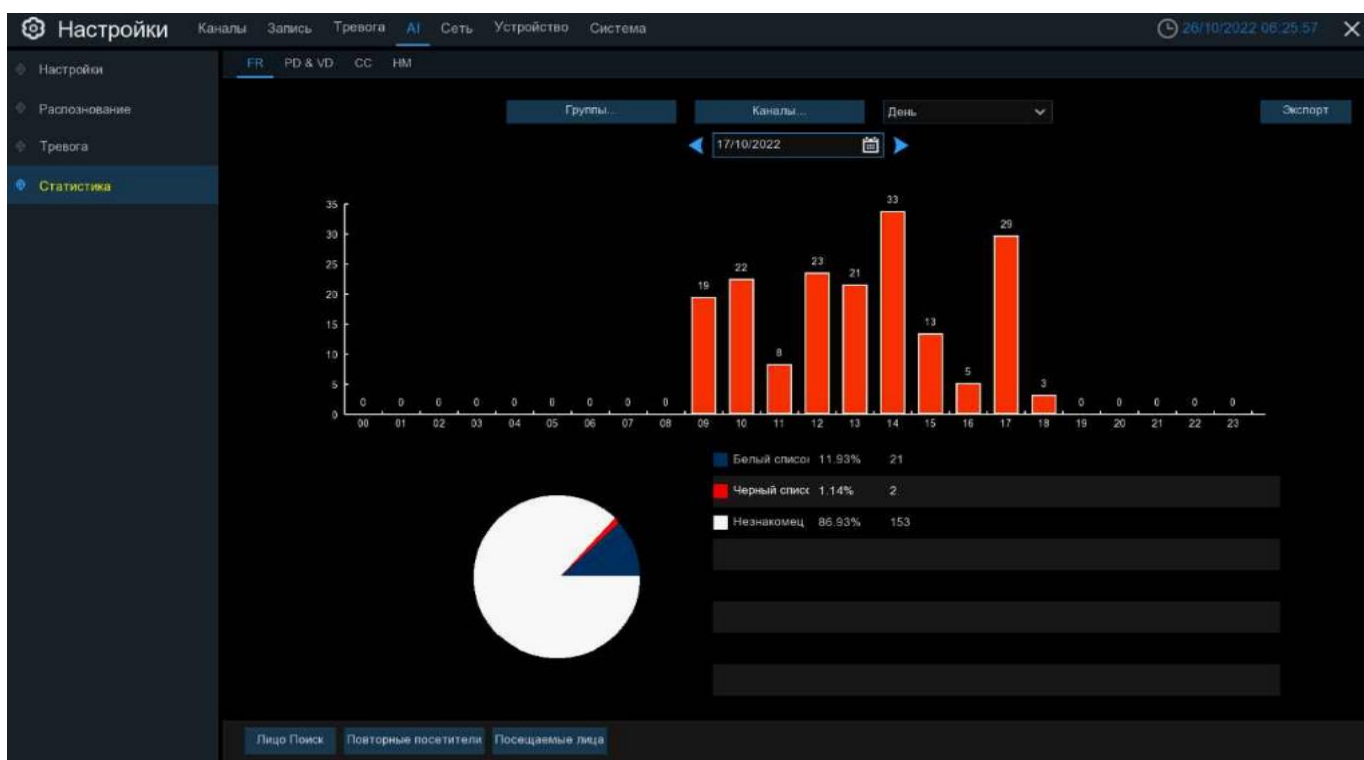 Настройки Каналы Запись Тревога AI Сеть Устройство Система 26/10/2022 06:25:57
Настройки
Распознование
Тревога
Статистика
FR PD & VD CC HM
Группы... Каналы... День Экспорт
17/10/2022
35
30
25
20
15
10
5
0
0 0 0 0 0 0 0 0 0 19 22 8 23 21 33 13 5 29 3 0 0 0 0 0
00 01 02 03 04 05 06 07 08 09 10 11 12 13 14 15 16 17 18 19 20 21 22 23
Белый список 11.93% 21
Черный списк 1.14% 2
Незнакомец 86.93% 153
Лицо Поиск Повторные посетители Посещаемые лица